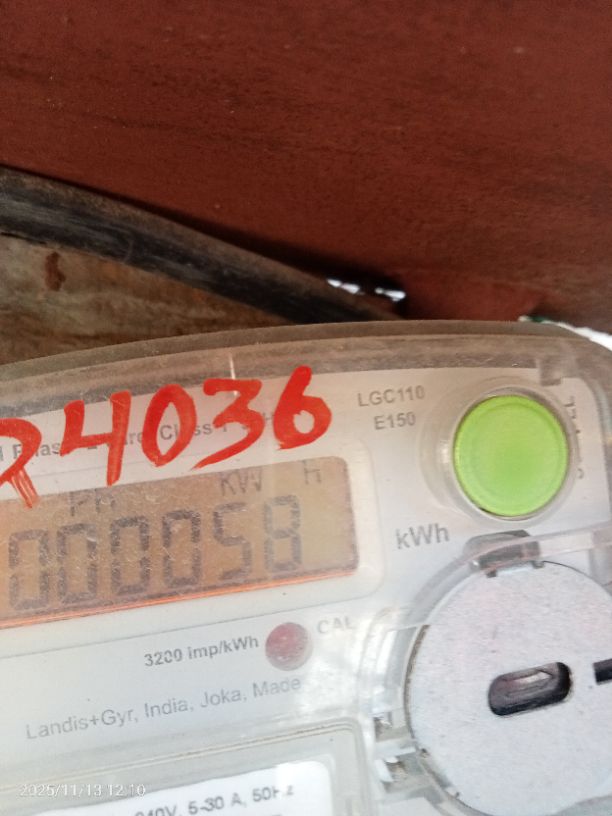 LGC110
E150
R4036
KW H
000058
kWh
3200 imp/kWh
CAL
Landis+Gyr, India, Joka, Made
240V, 5-30 A, 50Hz
2025/11/13 12:10